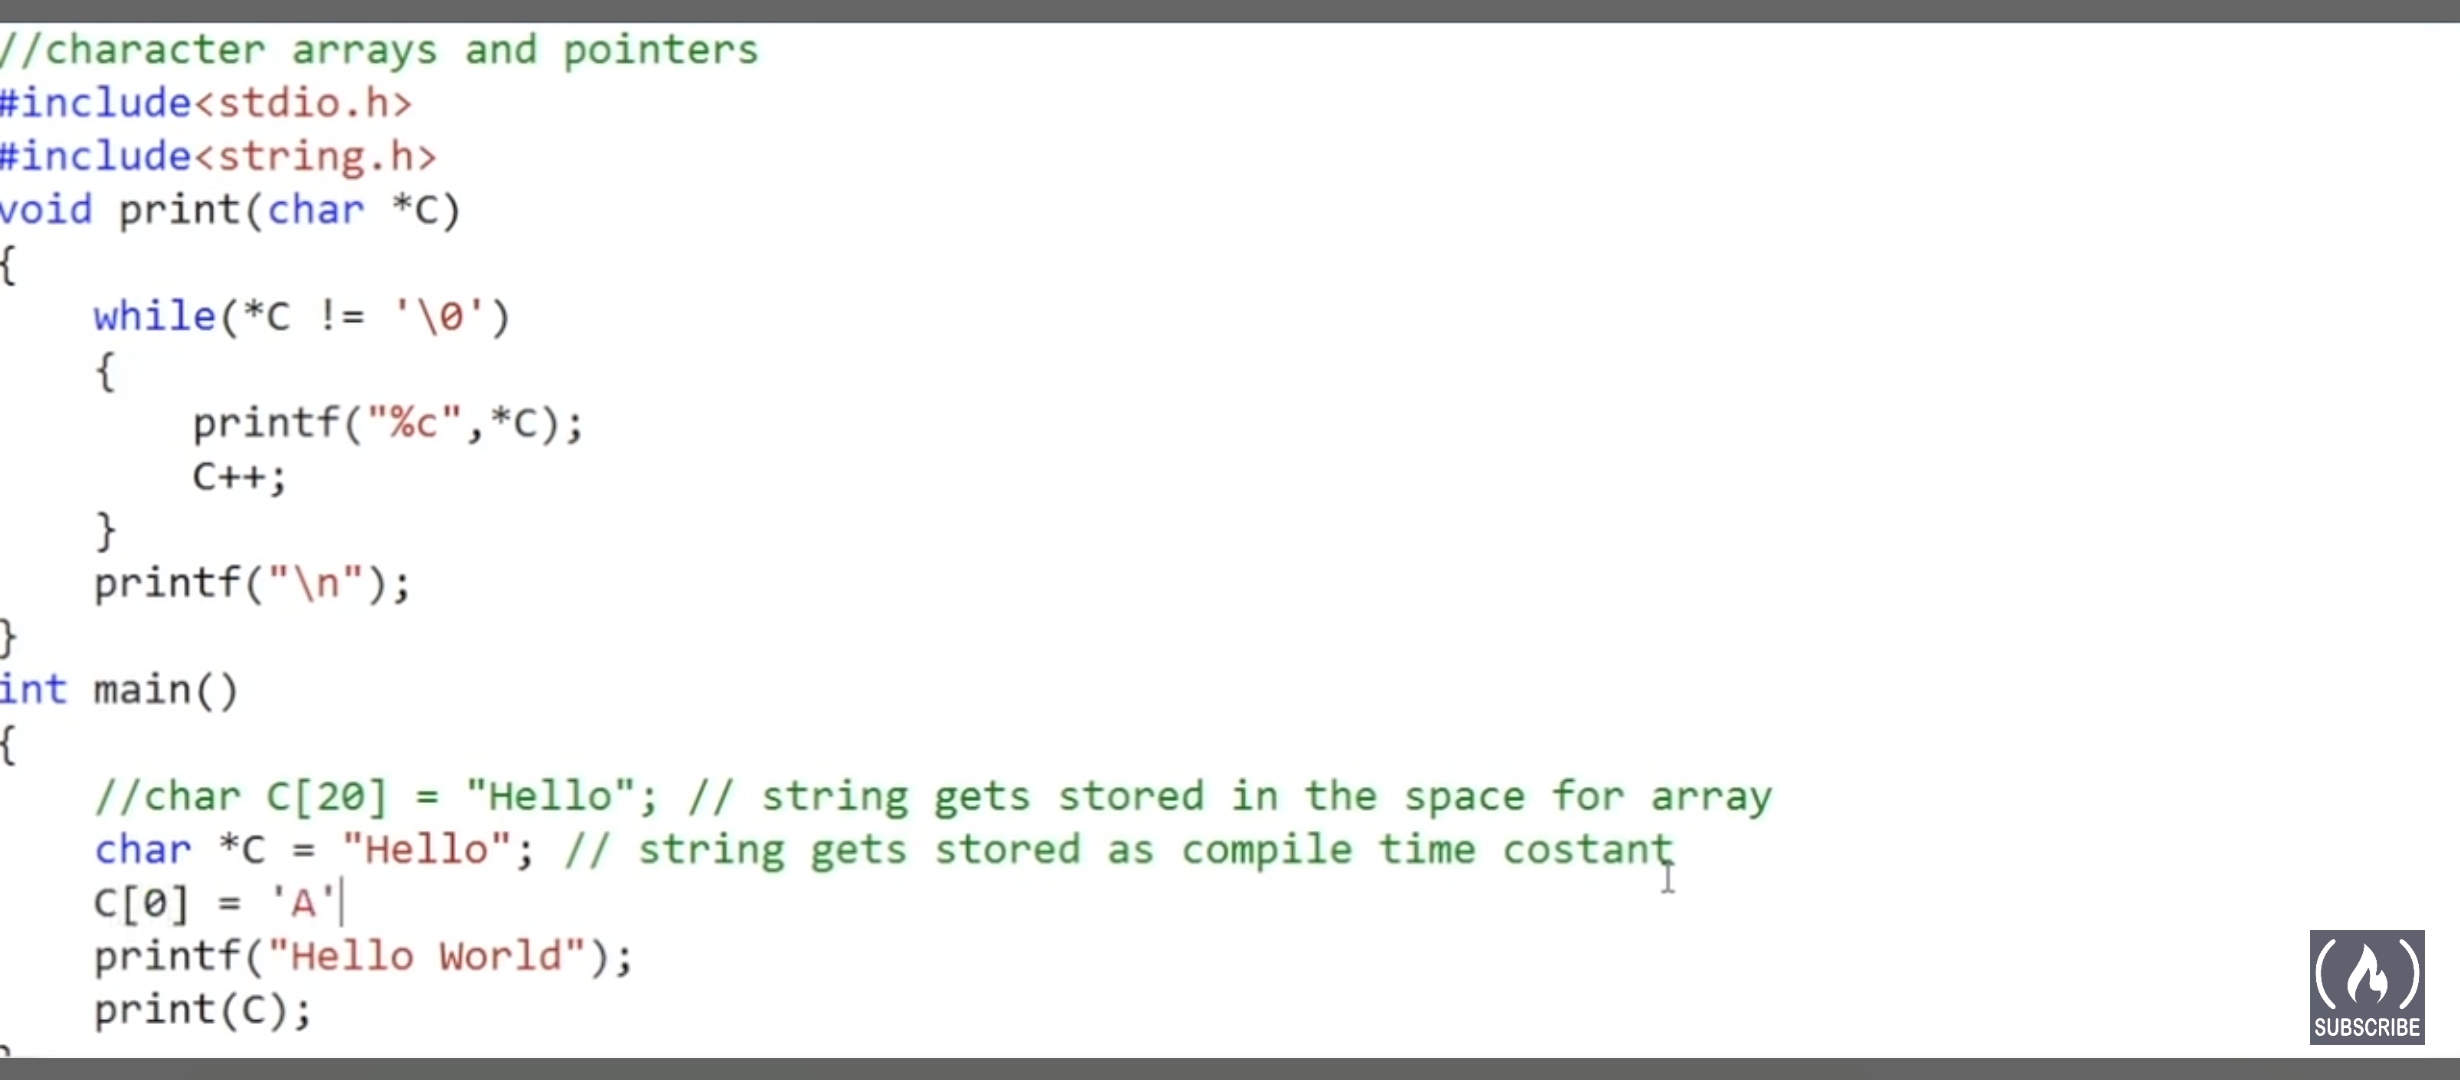 //character arrays and pointers
#include<stdio.h>
#include<string.h>
void print(char *C)
{
    while(*C != '\0')
    {
        printf("%c",*C);
        C++;
    }
    printf("\n");
}
int main()
{
    //char C[20] = "Hello"; // string gets stored in the space for array
    char *C = "Hello"; // string gets stored as compile time costant
    C[0] = 'A'
    printf("Hello World");
    print(C);
SUBSCRIBE